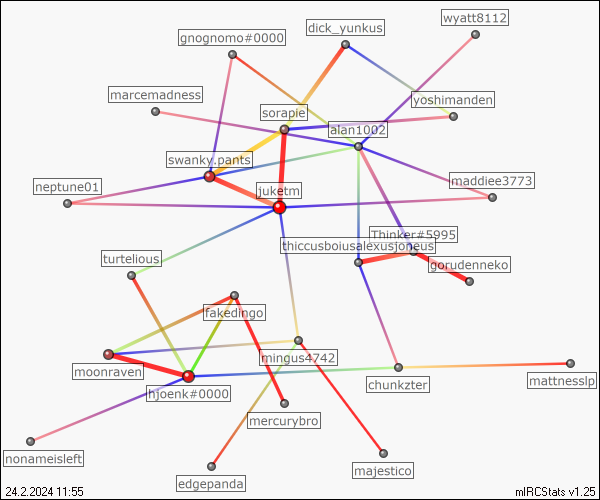 wyatt8112
dick_yunkus
gnognomo#0000
marcemadness
yoshimanden
sorapie
alan1002
swanky.pants
maddiee3773
neptune01
juketm
Thinker#5995
thiccusboiusalexusjoneus
turtelious
gorudenneko
fakedingo
mingus4742
moonraven
mattnesslp
chunkzter
hjoenk#0000
mercurybro
nonameisleft
majestico
edgepanda
24.2.2024 11:55
mIRCStats v1.25